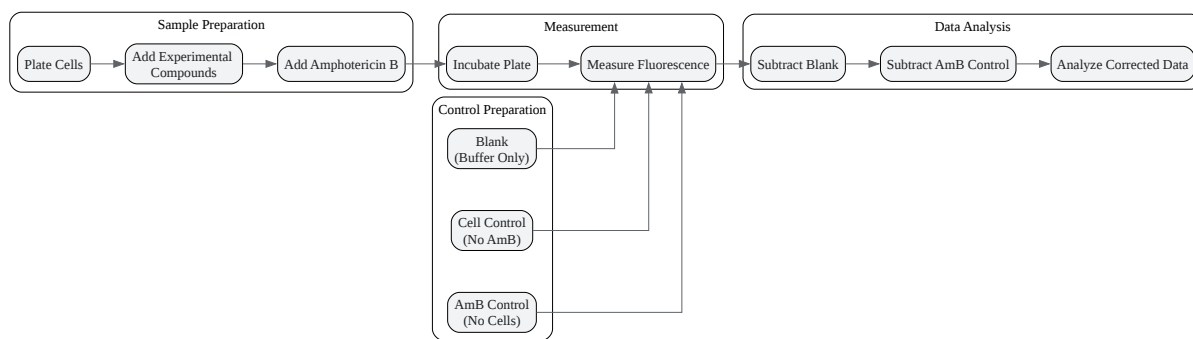 Sample Preparation
Plate Cells
Add Experimental
Compounds
Add Amphotericin B
Measurement
Incubate Plate
Measure Fluorescence
Data Analysis
Subtract Blank
Subtract AmB Control
Analyze Corrected Data
Control Preparation
Blank
(Buffer Only)
Cell Control
(No AmB)
AmB Control
(No Cells)